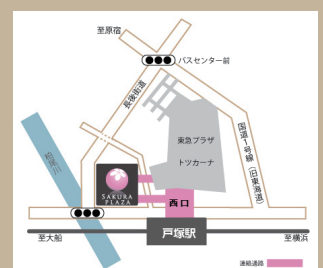 至原宿
バスセンター前
長後街道
国道1号線(旧東海道)
東急プラザ
トツカーナ
柏尾川
SAKURA
PLAZA
西口
戸塚駅
至大船
至横浜
連絡通路